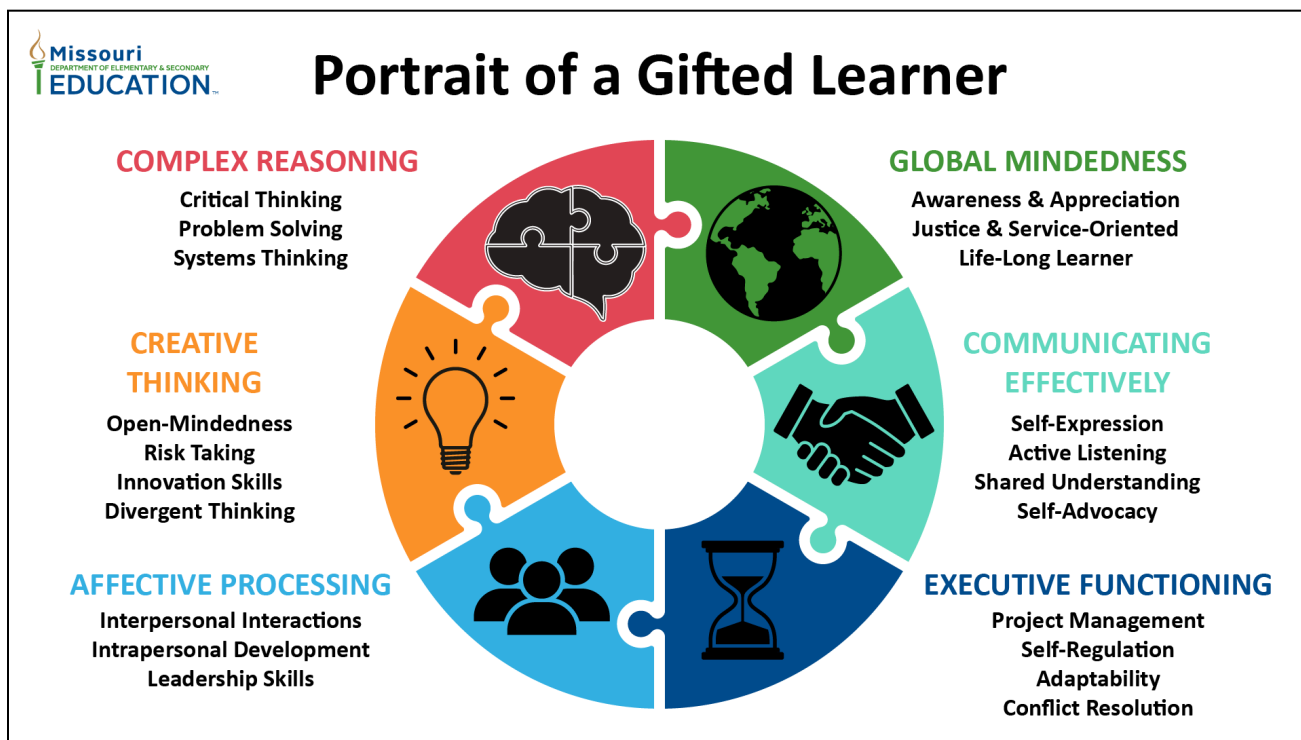 Missouri
DEPARTMENT OF ELEMENTARY & SECONDARY
EDUCATION™
Portrait of a Gifted Learner
COMPLEX REASONING
Critical Thinking
Problem Solving
Systems Thinking
CREATIVE
THINKING
Open-Mindedness
Risk Taking
Innovation Skills
Divergent Thinking
AFFECTIVE PROCESSING
Interpersonal Interactions
Intrapersonal Development
Leadership Skills
GLOBAL MINDEDNESS
Awareness & Appreciation
Justice & Service-Oriented
Life-Long Learner
COMMUNICATING
EFFECTIVELY
Self-Expression
Active Listening
Shared Understanding
Self-Advocacy
EXECUTIVE FUNCTIONING
Project Management
Self-Regulation
Adaptability
Conflict Resolution